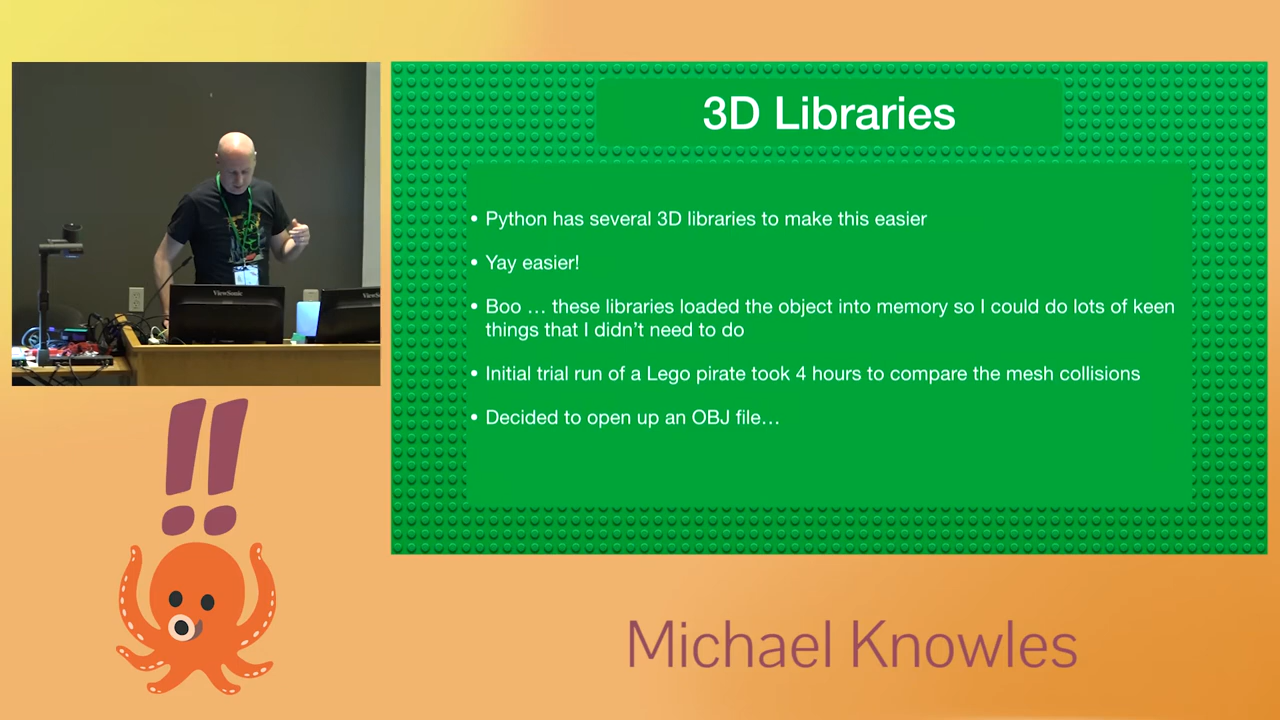 3D Libraries
• Python has several 3D libraries to make this easier
• Yay easier!
• Boo … these libraries loaded the object into memory so I could do lots of keen
things that I didn’t need to do
• Initial trial run of a Lego pirate took 4 hours to compare the mesh collisions
• Decided to open up an OBJ file…
ViewSonic
!!
Michael Knowles